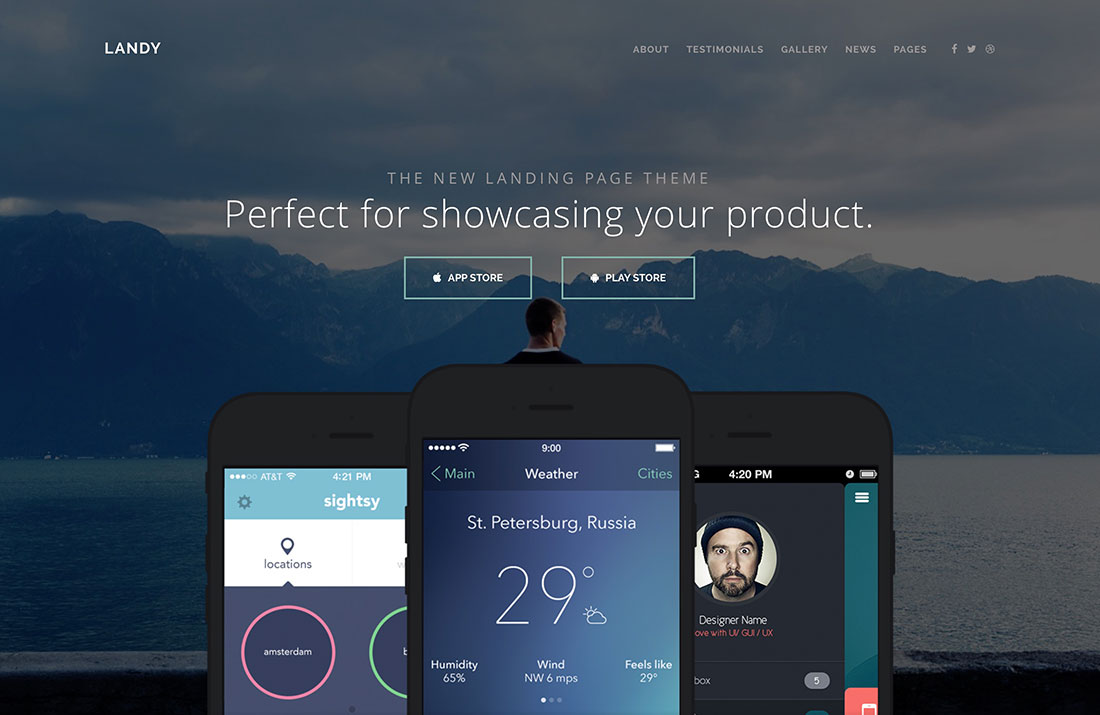 LANDY
ABOUT TESTIMONIALS GALLERY NEWS PAGES
THE NEW LANDING PAGE THEME
Perfect for showcasing your product.
APP STORE
PLAY STORE
AT&T 4:21 PM
sightsy
locations
amsterdam
9:00
Main Weather Cities
St. Petersburg, Russia
29°
Humidity Wind Feels like
65% NW 6 mps 29°
G 4:20 PM
Designer Name
ove with UI/ GUI / UX
box 5